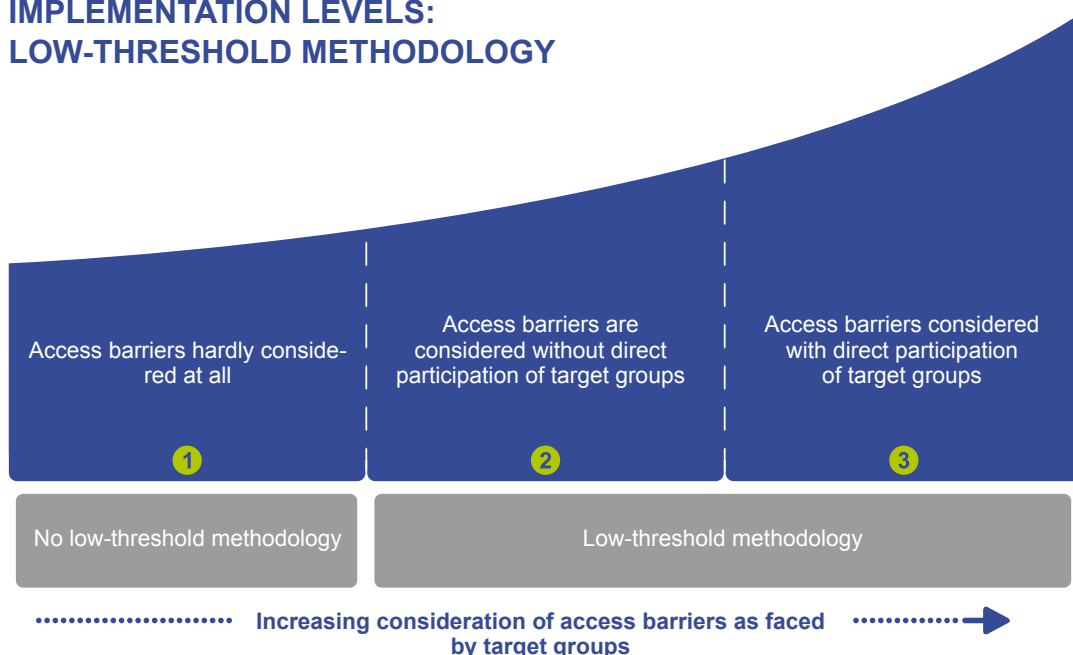 IMPLEMENTATION LEVELS:
LOW-THRESHOLD METHODOLOGY
Access barriers hardly conside-
red at all
1
Access barriers are
considered without direct
participation of target groups
2
Access barriers considered
with direct participation
of target groups
3
No low-threshold methodology
Low-threshold methodology
Increasing consideration of access barriers as faced
by target groups